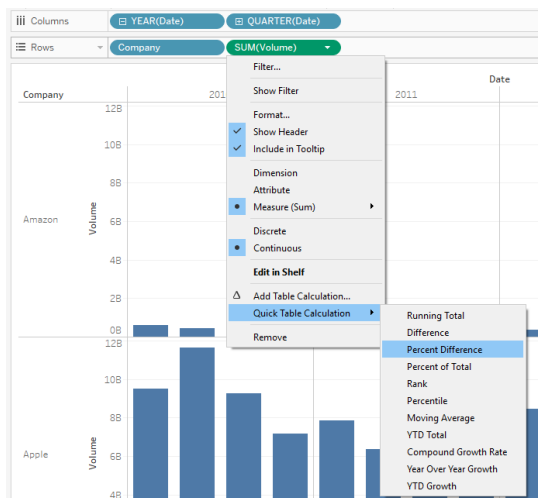 iii Columns
YEAR(Date)
QUARTER(Date)
Rows
Company
SUM(Volume)
Date
Company
201
2011
12B
10B
8B
6B
4B
2B
0B
Volume
Amazon
12B
10B
8B
6B
4B
Volume
Apple
Filter...
Show Filter
Format...
Show Header
Include in Tooltip
Dimension
Attribute
Measure (Sum)
Discrete
Continuous
Edit in Shelf
Add Table Calculation...
Quick Table Calculation
Remove
Running Total
Difference
Percent Difference
Percent of Total
Rank
Percentile
Moving Average
YTD Total
Compound Growth Rate
Year Over Year Growth
YTD Growth